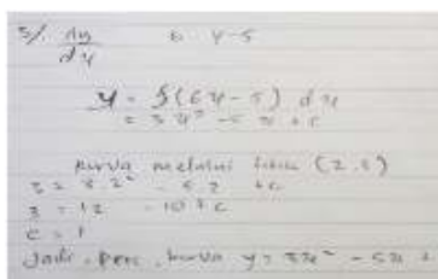 5/. dy 6x-5
dx
y = ∫(6x-5) dx
= 3x² - 5x + c
kurva melalui titik (2,3)
3 = 3.2² - 5.2 + c
3 = 12 - 10 + c
c = 1
Jadi, pers. kurva y = 3x² - 5x +